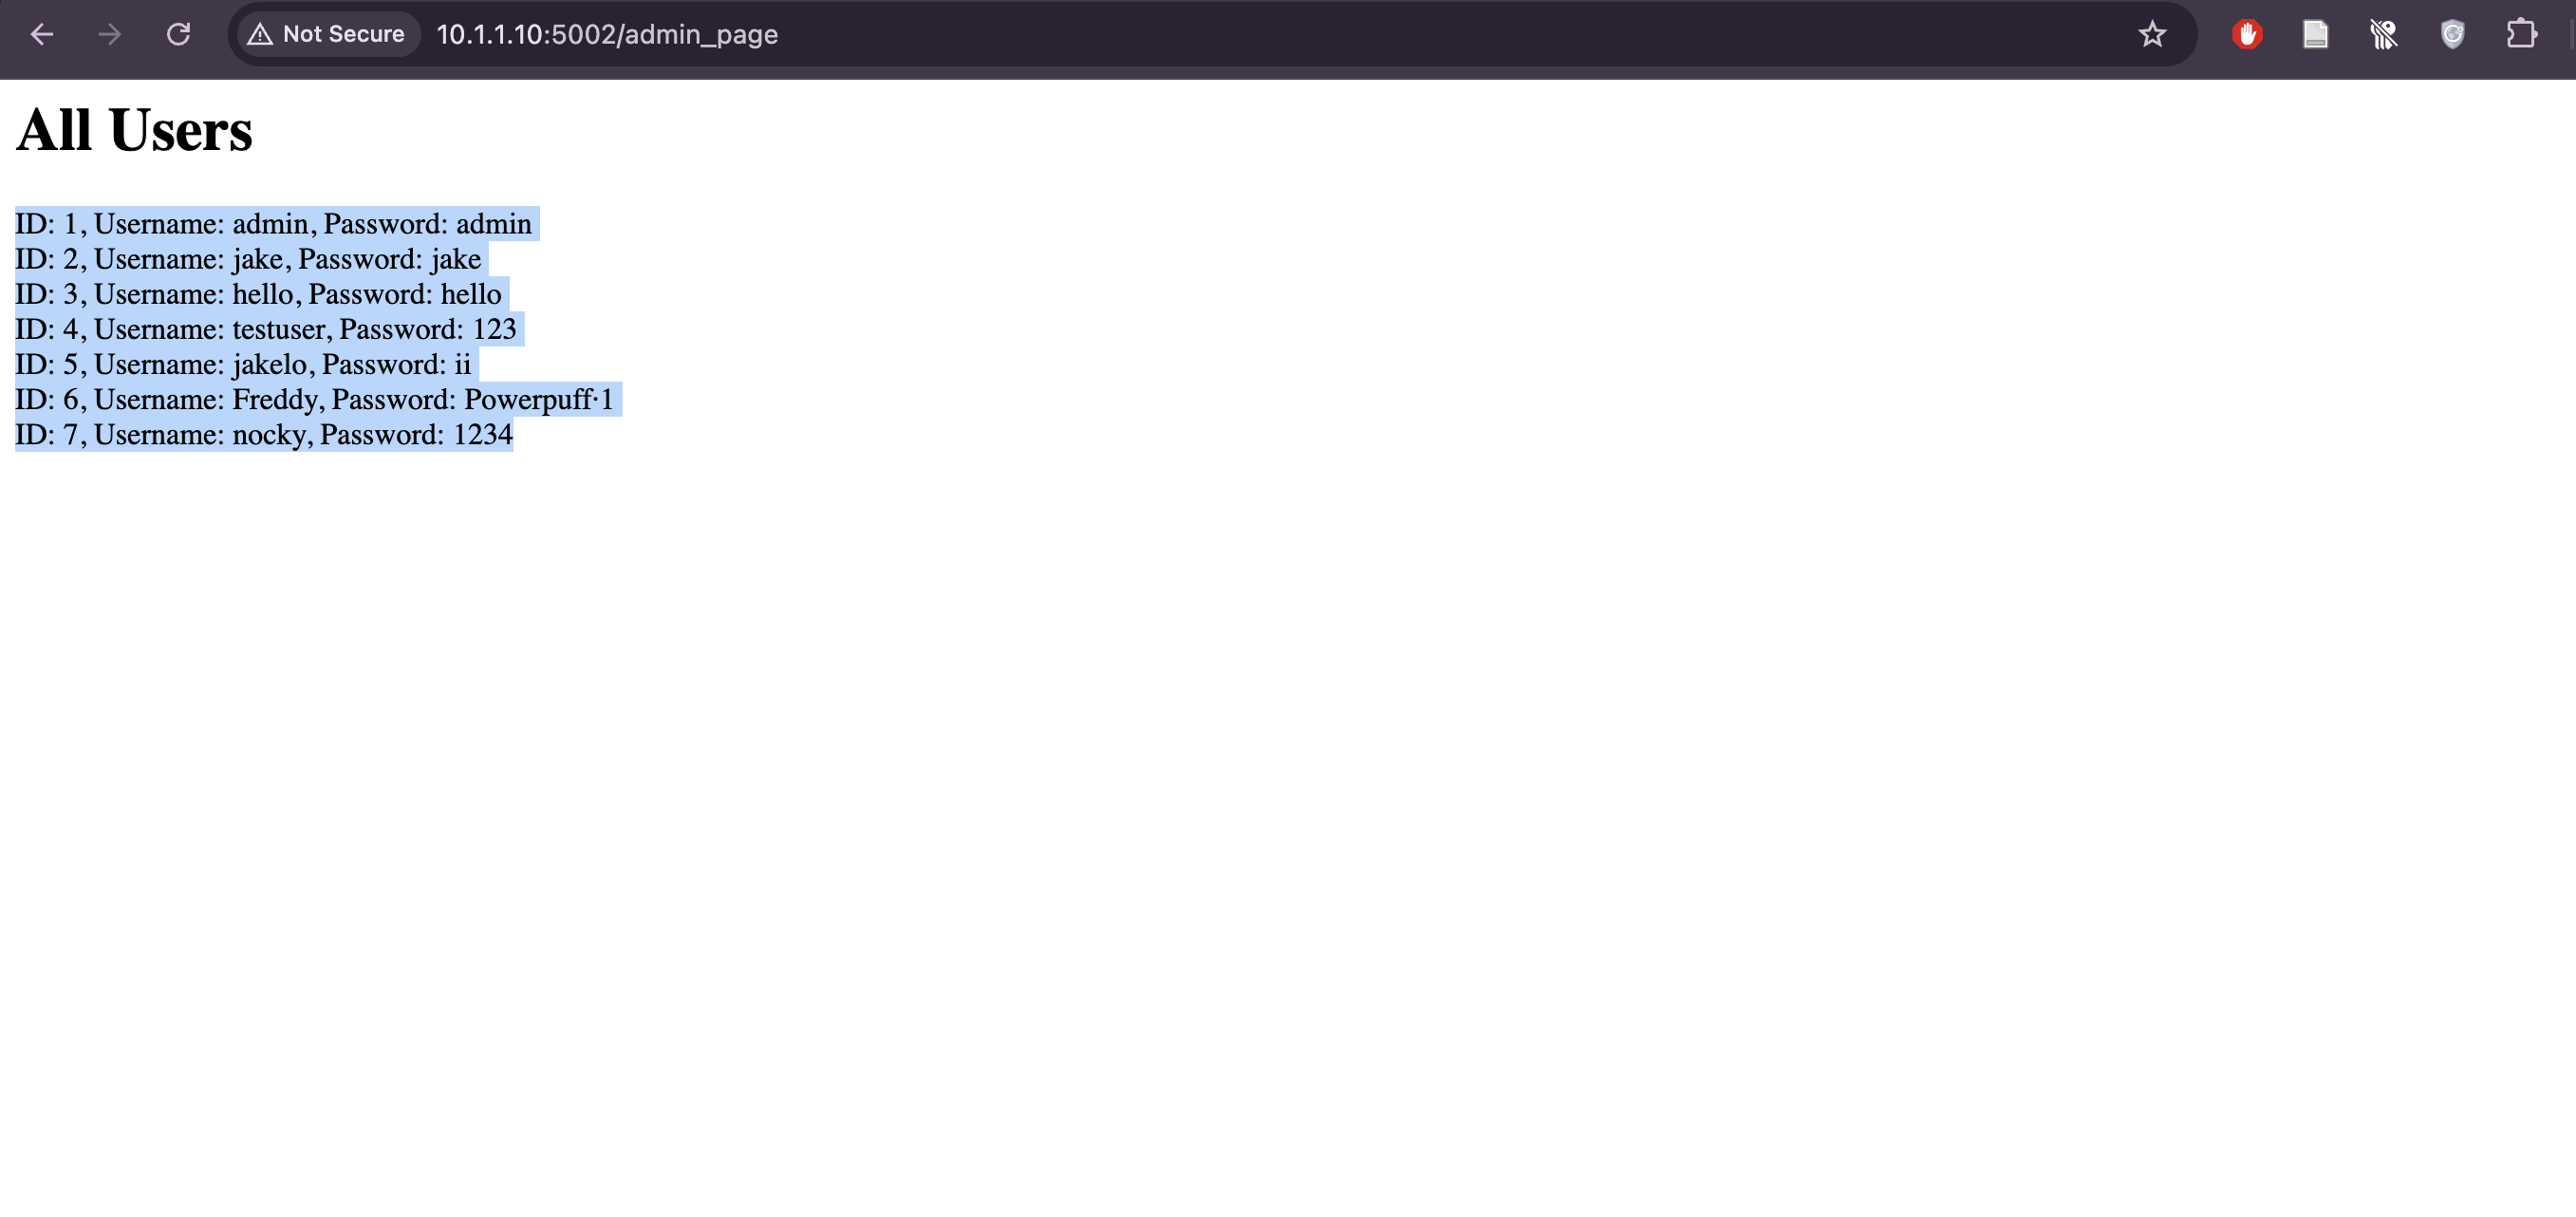 Not Secure 10.1.1.10:5002/admin_page
All Users
ID: 1, Username: admin, Password: admin
ID: 2, Username: jake, Password: jake
ID: 3, Username: hello, Password: hello
ID: 4, Username: testuser, Password: 123
ID: 5, Username: jakelo, Password: ii
ID: 6, Username: Freddy, Password: Powerpuff·1
ID: 7, Username: nocky, Password: 1234